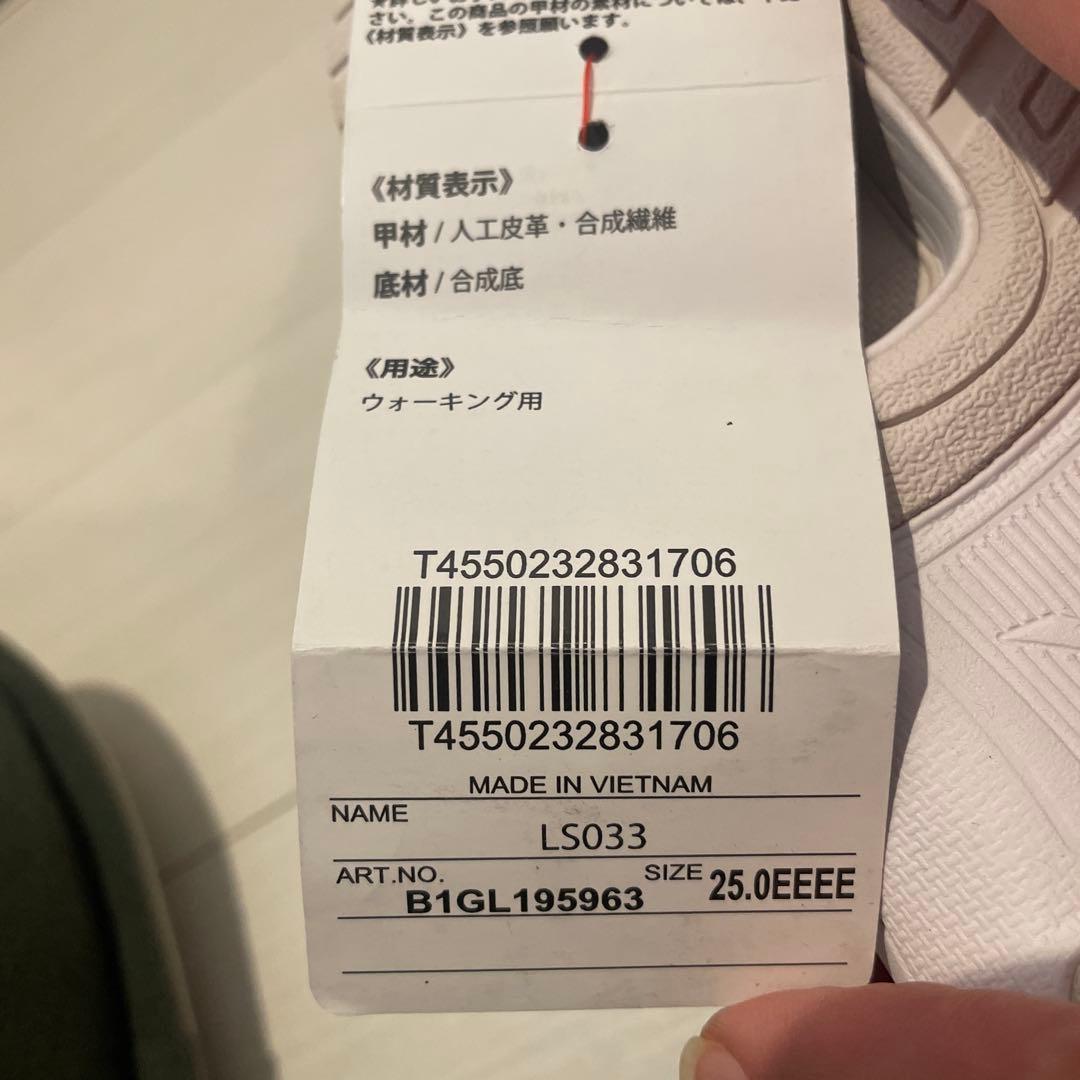 さい。この商品の甲材の素材については、下記
《材質表示》を参照願います。
《材質表示》
甲材 / 人工皮革・合成繊維
底材 / 合成底
《用途》
ウォーキング用
T4550232831706
T4550232831706
MADE IN VIETNAM
NAME
LS033
ART.NO.
B1GL195963
SIZE
25.0EEEE